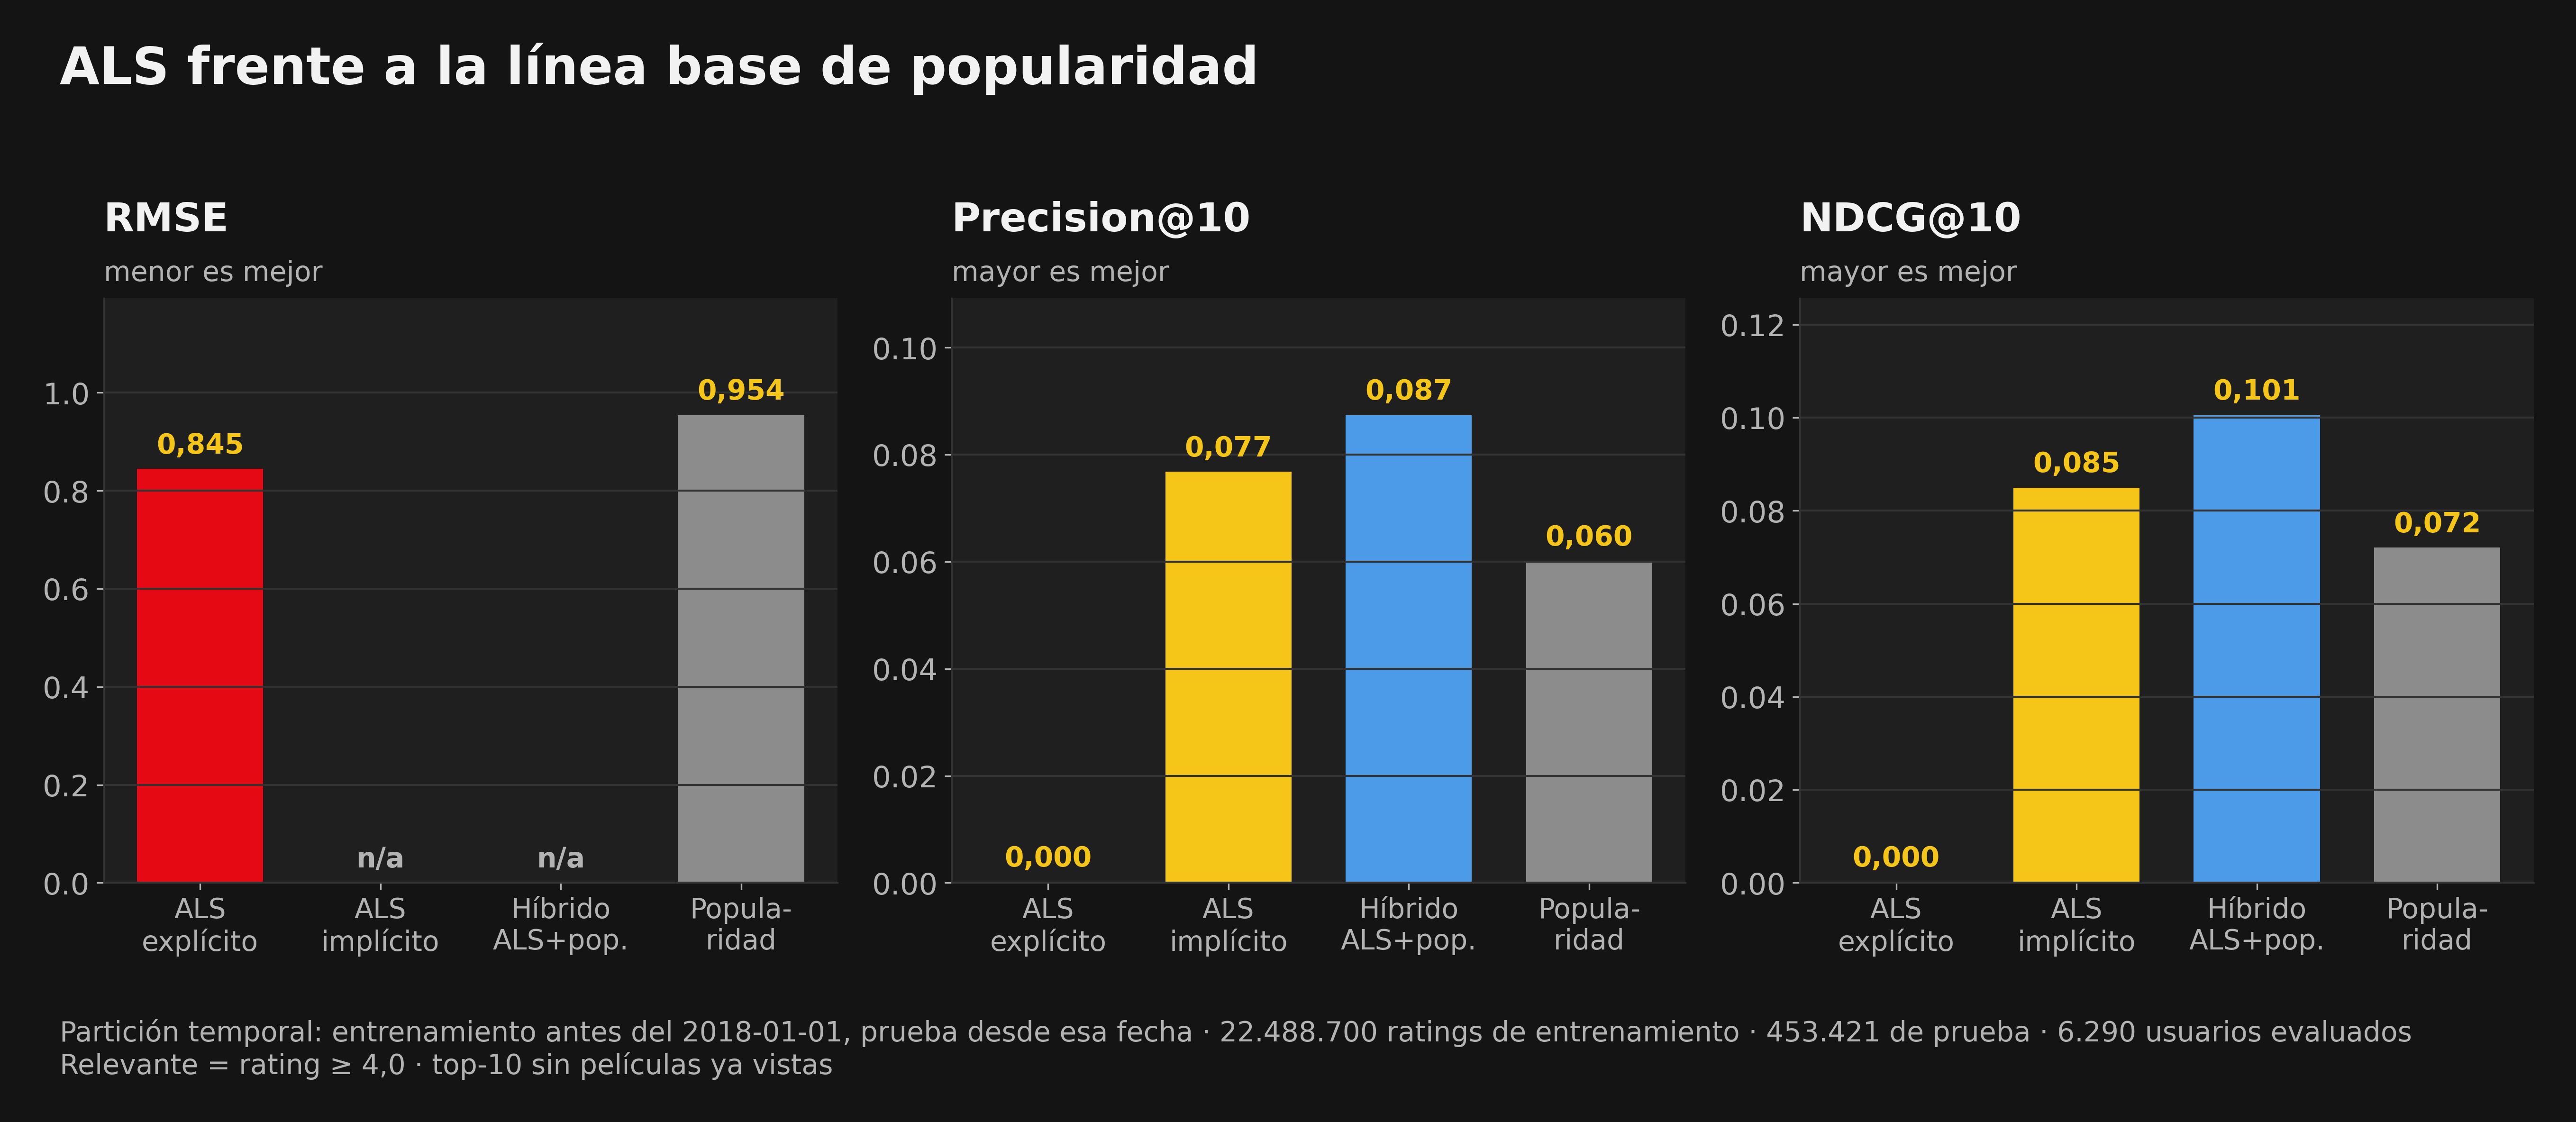 ALS frente a la línea base de popularidad
RMSE
menor es mejor
1.0
0.8
0.6
0.4
0.2
0.0
0,845
n/a
n/a
0,954
ALS
explícito
ALS
implícito
Híbrido
ALS+pop.
Popula-
ridad
Precision@10
mayor es mejor
0.10
0.08
0.06
0.04
0.02
0.00
0,000
0,077
0,087
0,060
ALS
explícito
ALS
implícito
Híbrido
ALS+pop.
Popula-
ridad
NDCG@10
mayor es mejor
0.12
0.10
0.08
0.06
0.04
0.02
0.00
0,000
0,085
0,101
0,072
ALS
explícito
ALS
implícito
Híbrido
ALS+pop.
Popula-
ridad
Partición temporal: entrenamiento antes del 2018-01-01, prueba desde esa fecha · 22.488.700 ratings de entrenamiento · 453.421 de prueba · 6.290 usuarios evaluados
Relevante = rating ≥ 4,0 · top-10 sin películas ya vistas